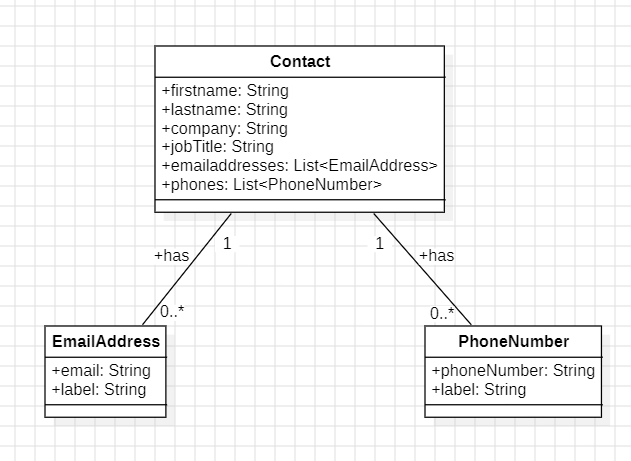 Contact
+firstname: String
+lastname: String
+company: String
+jobTitle: String
+emailaddresses: List<EmailAddress>
+phones: List<PhoneNumber>
1
1
+has
+has
0..*
0..*
EmailAddress
+email: String
+label: String
PhoneNumber
+phoneNumber: String
+label: String